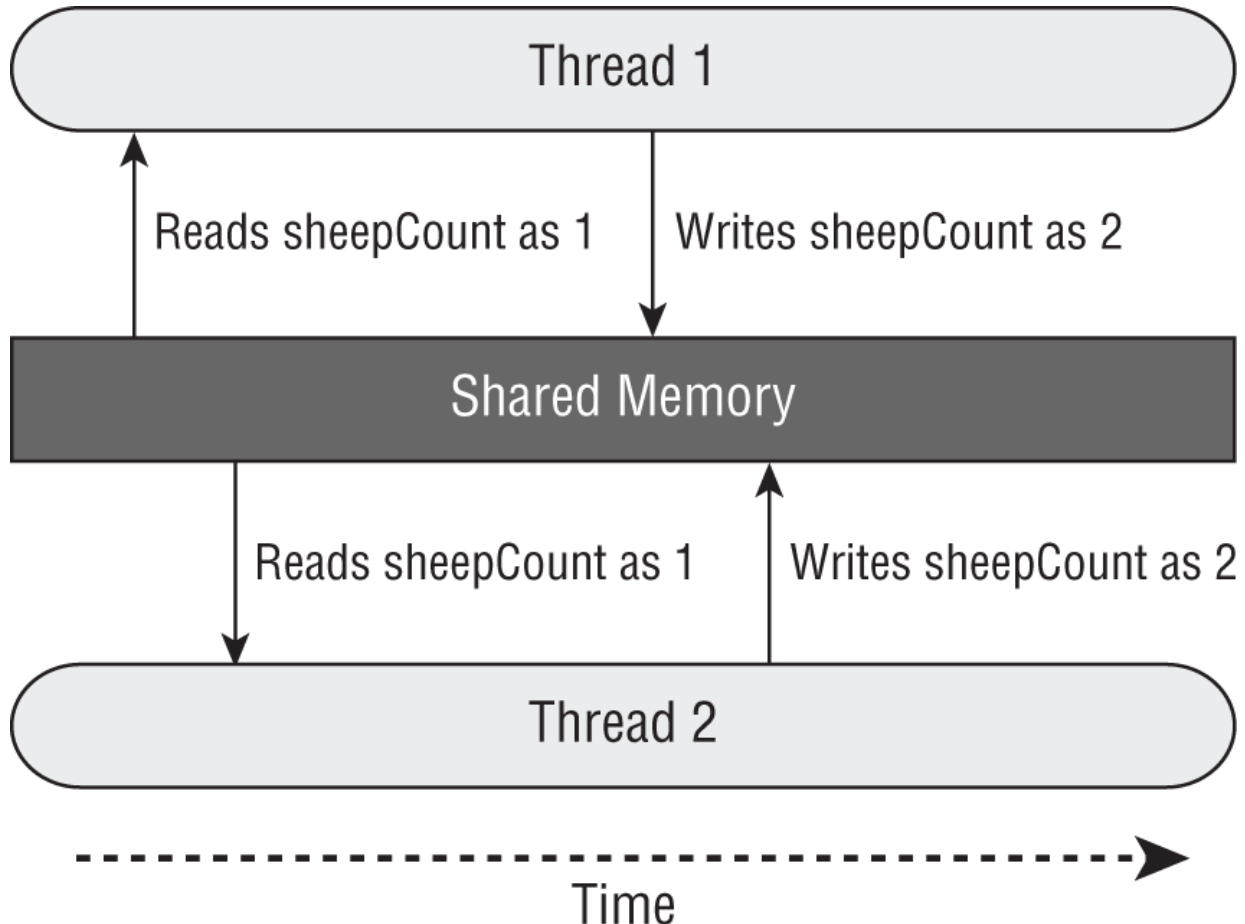 Thread 1
Reads sheepCount as 1
Writes sheepCount as 2
Shared Memory
Reads sheepCount as 1
Writes sheepCount as 2
Thread 2
Time